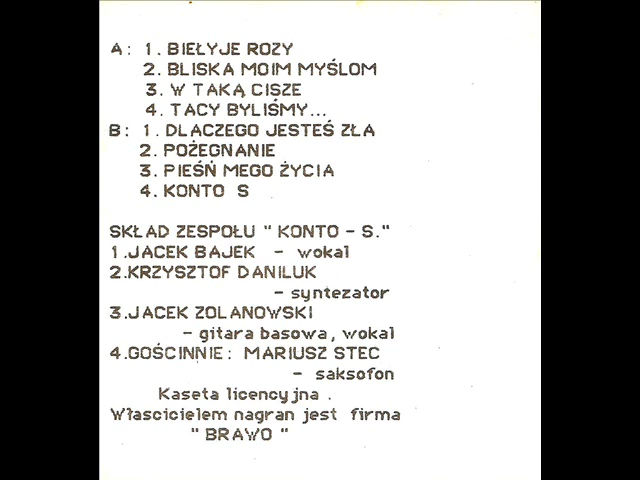 A: 1. BIEŁYJE ROZY
2. BLISKA MOIM MYŚLOM
3. W TAKĄ CISZE
4. TACY BYLIŚMY...
B: 1. DLACZEGO JESTEŚ ZŁA
2. POŻEGNANIE
3. PIEŚŃ MEGO ŻYCIA
4. KONTO S
SKŁAD ZESPOŁU " KONTO - S."
1.JACEK BAJEK - wokal
2.KRZYSZTOF DANILUK
- syntezator
3.JACEK ZOLANOWSKI
- gitara basowa, wokal
4.GOŚCINNIE: MARIUSZ STEC
- saksofon
Kaseta licencyjna .
Własciciełem nagran jest firma
" BRAWO "